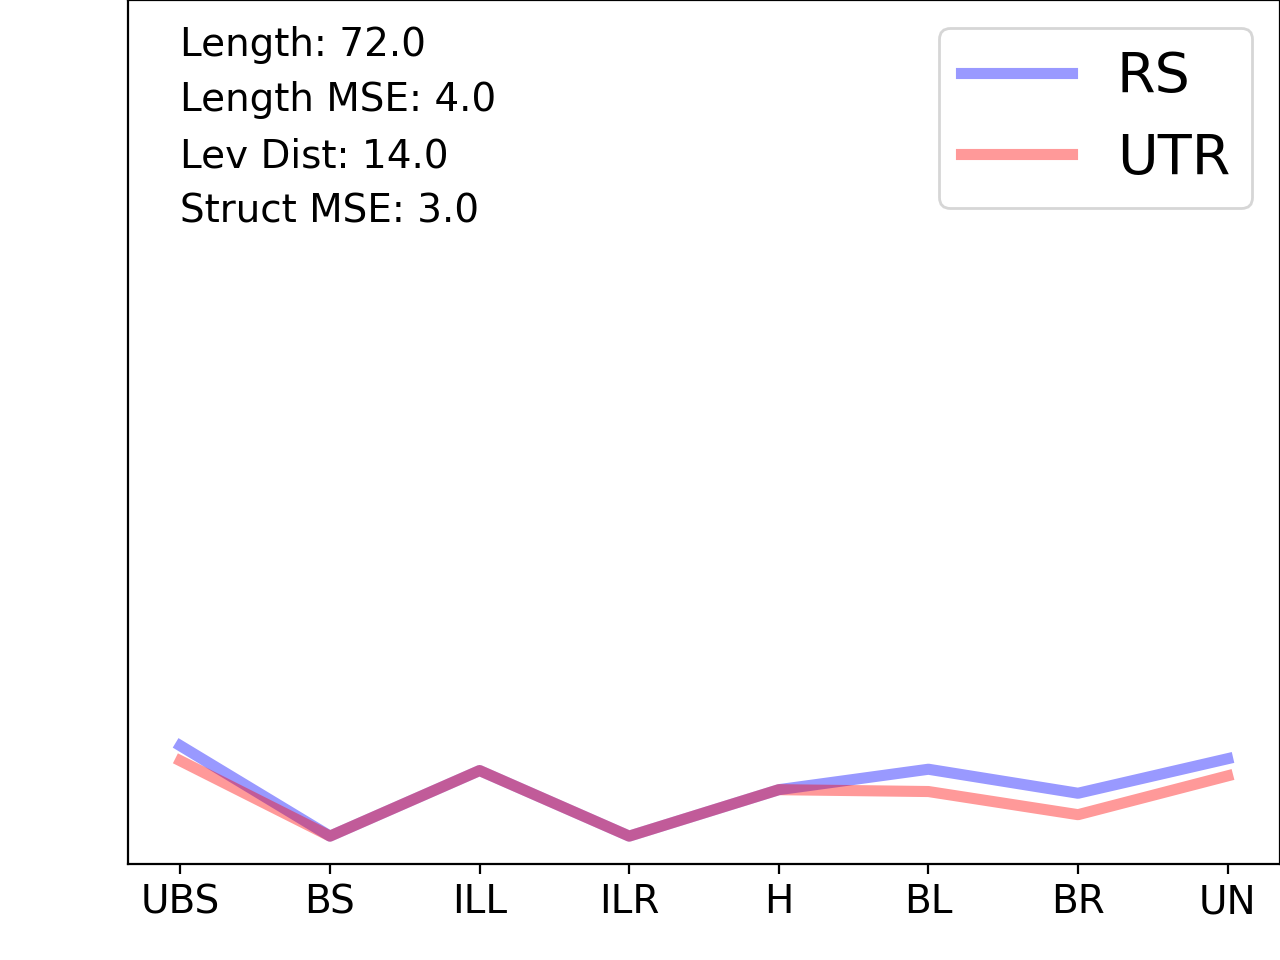 Length: 72.0
Length MSE: 4.0
Lev Dist: 14.0
Struct MSE: 3.0
RS
UTR
UBS BS ILL ILR H BL BR UN